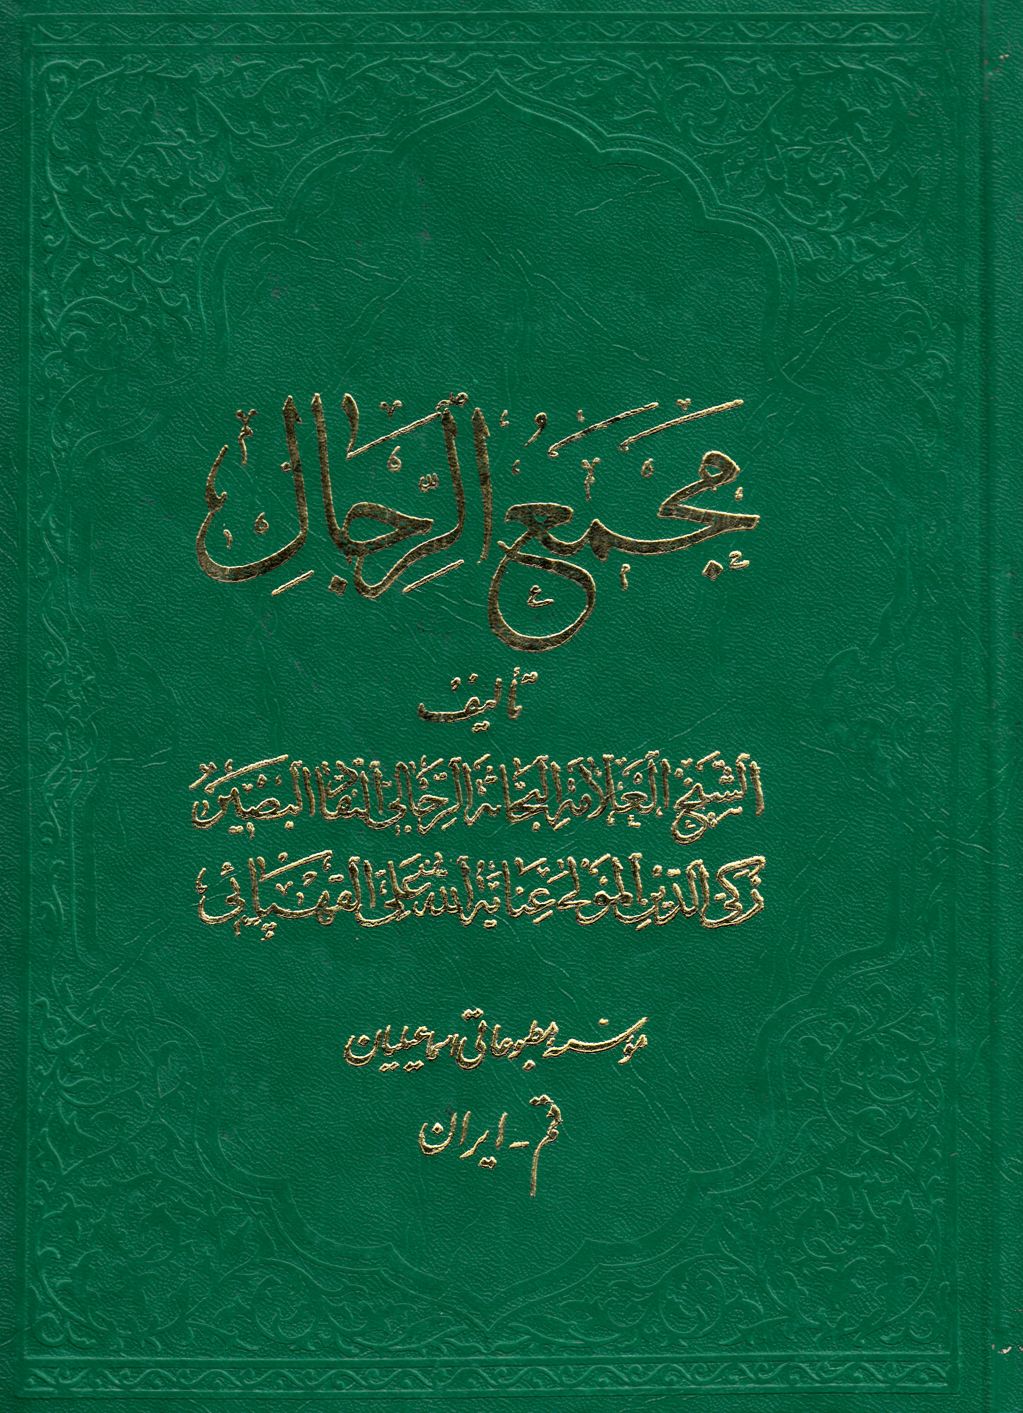 مجمع الرجال
تأليف
الشيخ العلامة البحاثة الرجالي النقاد البصير
زكي الدين المولى عناية الله علي القهپائي
مؤسسه مطبوعاتی اسماعیلیان
قم - ایران